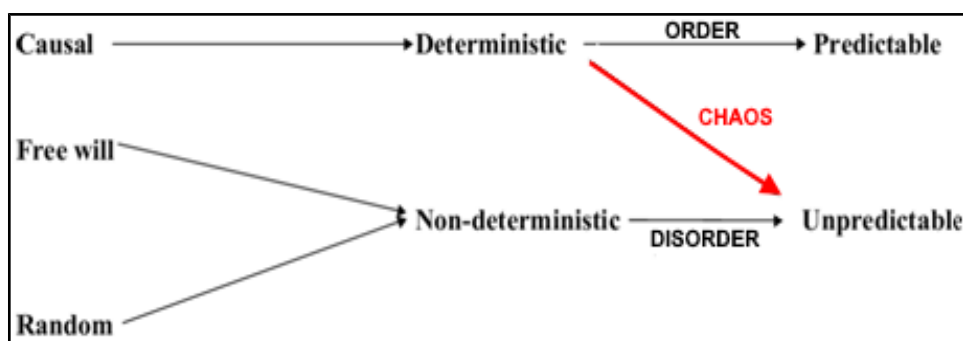 Causal
Deterministic
ORDER
Predictable
CHAOS
Free will
Non-deterministic
DISORDER
Unpredictable
Random